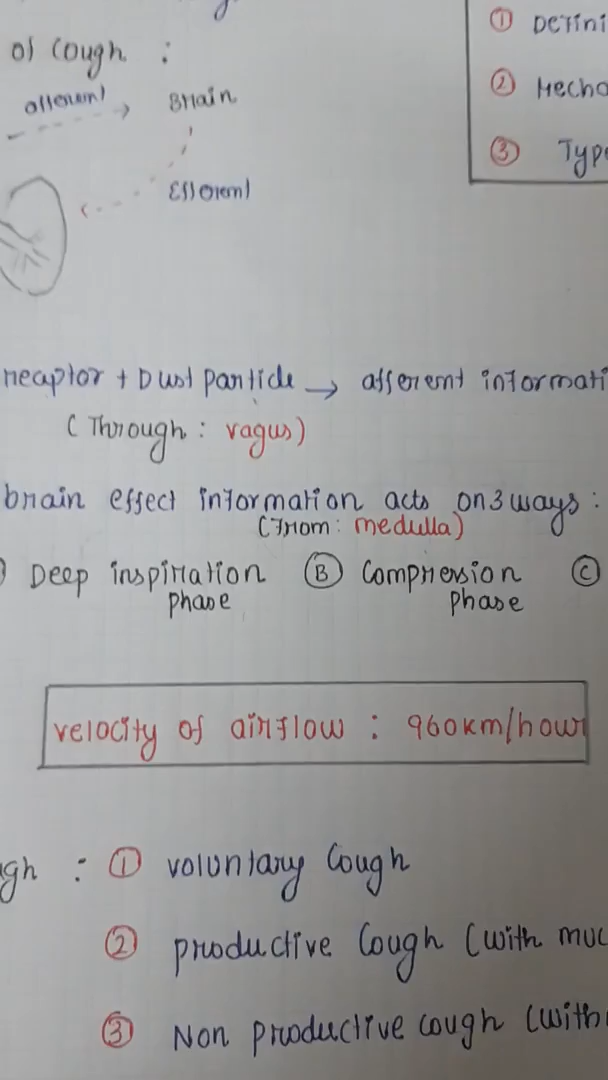 of Cough :
① Defini
afferent
Brain
② Mecha
③ Type
Efferent
receptor + Dust particle → afferent informati
(Through : vagus)
brain effect information acts on 3 ways :
(From : medulla)
Deep inspiration phase
Ⓑ Compression phase
Ⓒ
velocity of airflow : 960km/hour
gh : ① voluntary Cough
② productive Cough (with muc
③ Non productive cough (with